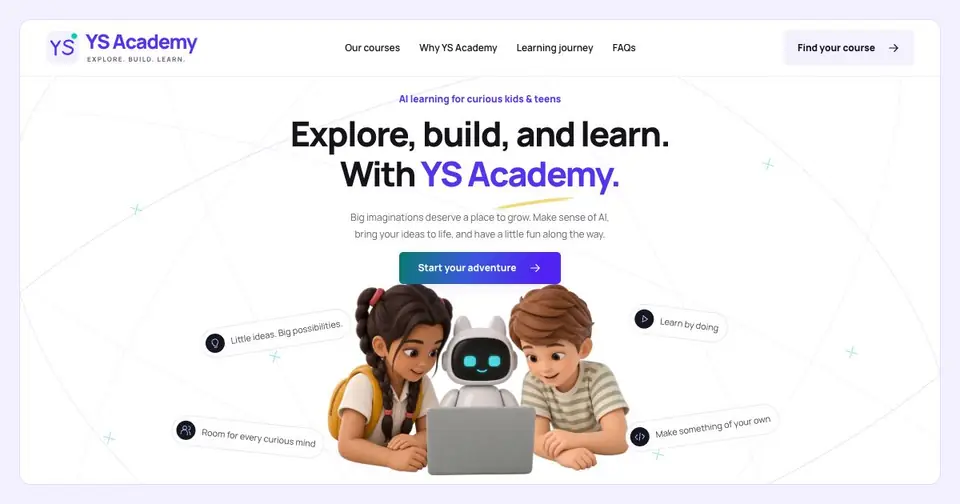 YS
YS Academy
EXPLORE. BUILD. LEARN.
Our courses
Why YS Academy
Learning journey
FAQs
Find your course
AI learning for curious kids & teens
Explore, build, and learn.
With YS Academy.
Big imaginations deserve a place to grow. Make sense of AI,
bring your ideas to life, and have a little fun along the way.
Start your adventure
Little ideas. Big possibilities.
Learn by doing
Room for every curious mind
Make something of your own